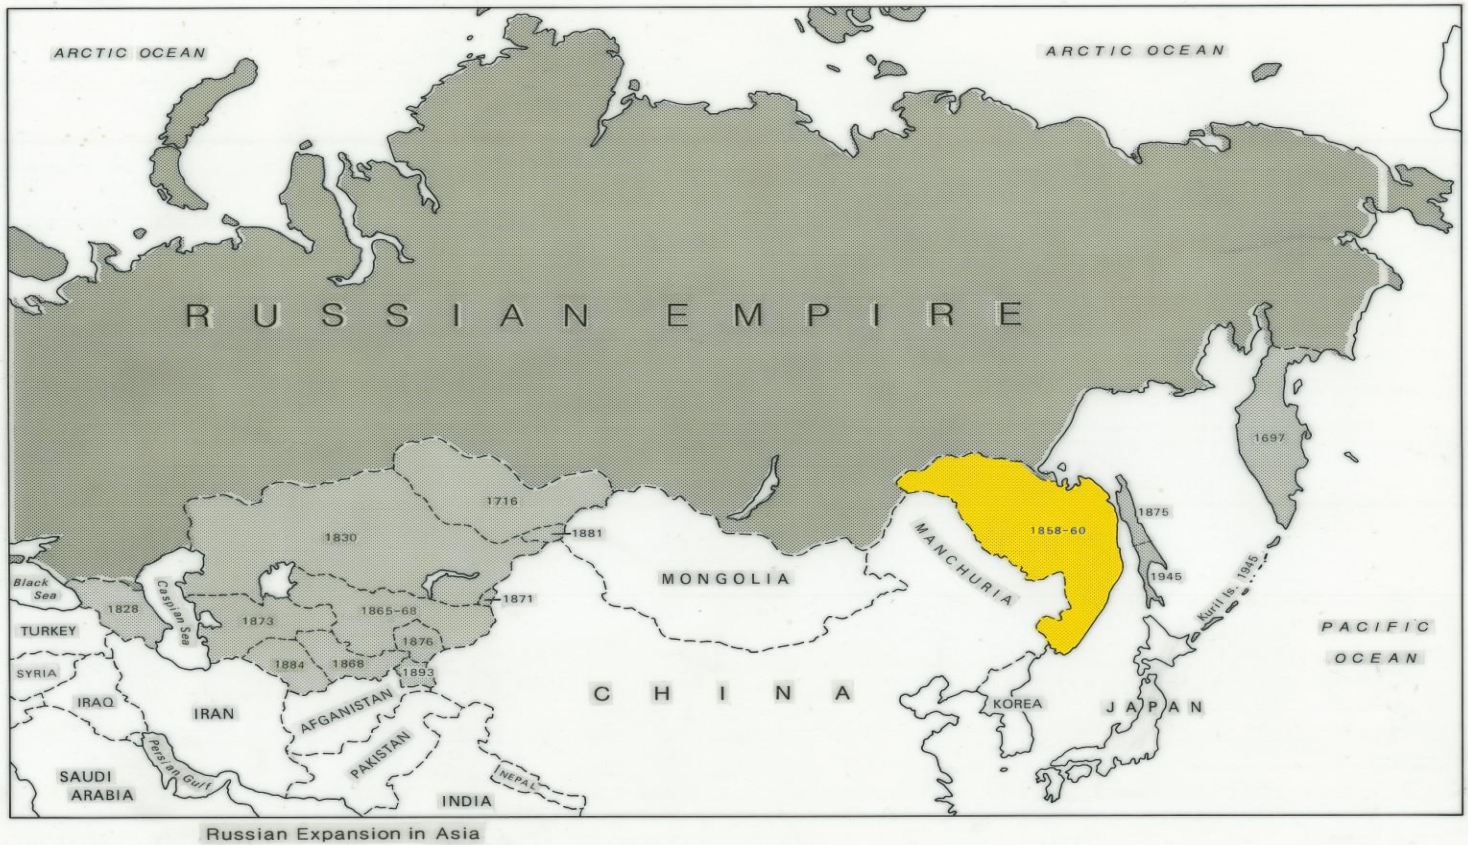 ARCTIC OCEAN
ARCTIC OCEAN
RUSSIAN EMPIRE
1697
1716
1830
1881
1858-60
1875
1945
MANCHURIA
MONGOLIA
Black
Sea
Caspian Sea
1828
1873
1865-68
1871
1876
1884
1868
1893
Kuril Is. 1945
PACIFIC
OCEAN
TURKEY
SYRIA
IRAQ
IRAN
AFGANISTAN
PAKISTAN
CHINA
KOREA
JAPAN
Persian Gulf
SAUDI
ARABIA
INDIA
NEPAL
Russian Expansion in Asia